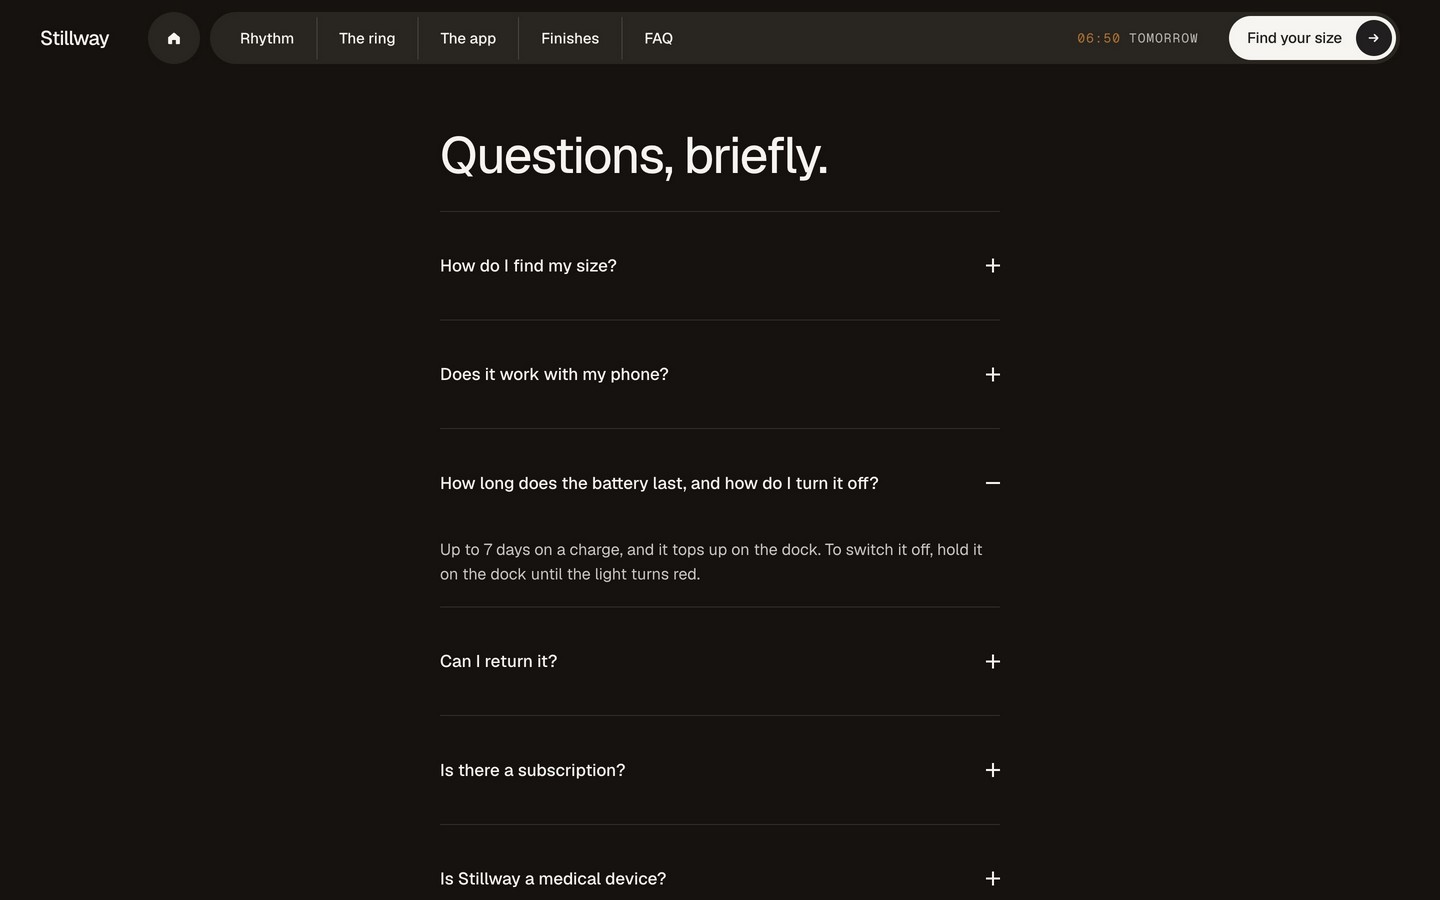 Stillway
Rhythm
The ring
The app
Finishes
FAQ
06:50 TOMORROW
Find your size
Questions, briefly.
How do I find my size?
Does it work with my phone?
How long does the battery last, and how do I turn it off?
Up to 7 days on a charge, and it tops up on the dock. To switch it off, hold it
on the dock until the light turns red.
Can I return it?
Is there a subscription?
Is Stillway a medical device?